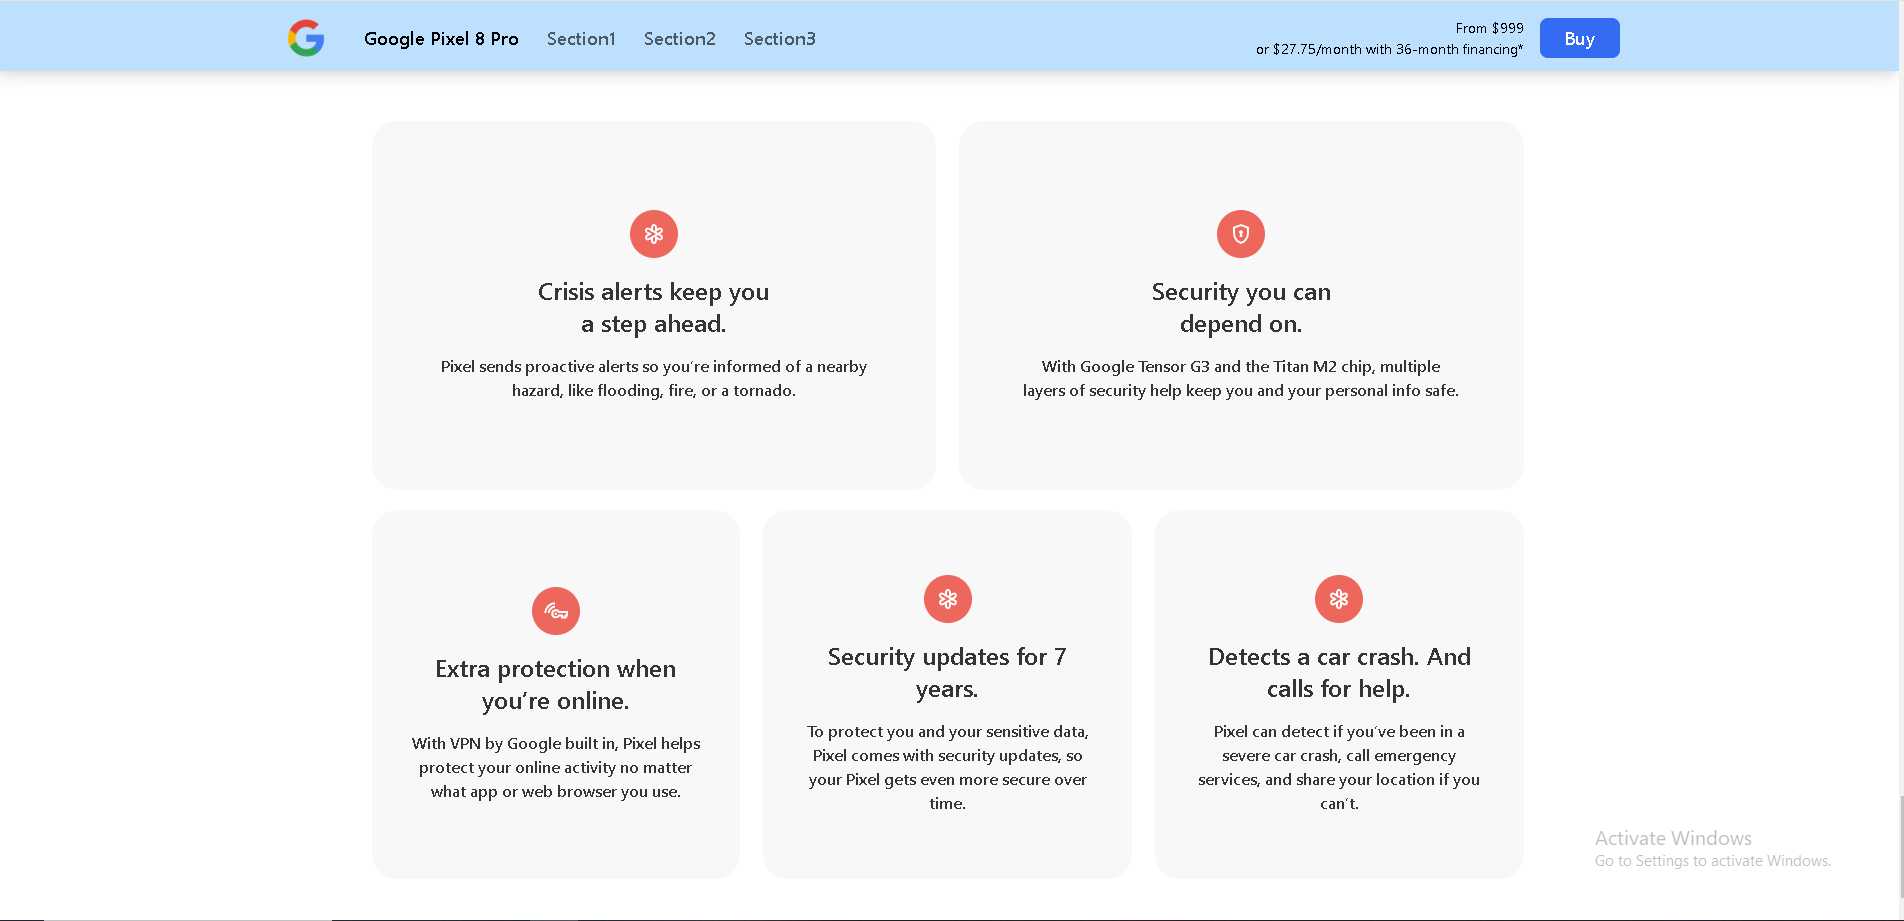 Google Pixel 8 Pro
Section1
Section2
Section3
From $999
or $27.75/month with 36-month financing*
Buy
Crisis alerts keep you
a step ahead.
Pixel sends proactive alerts so you’re informed of a nearby
hazard, like flooding, fire, or a tornado.
Security you can
depend on.
With Google Tensor G3 and the Titan M2 chip, multiple
layers of security help keep you and your personal info safe.
Extra protection when
you’re online.
With VPN by Google built in, Pixel helps
protect your online activity no matter
what app or web browser you use.
Security updates for 7
years.
To protect you and your sensitive data,
Pixel comes with security updates, so
your Pixel gets even more secure over
time.
Detects a car crash. And
calls for help.
Pixel can detect if you’ve been in a
severe car crash, call emergency
services, and share your location if you
can’t.
Activate Windows
Go to Settings to activate Windows.